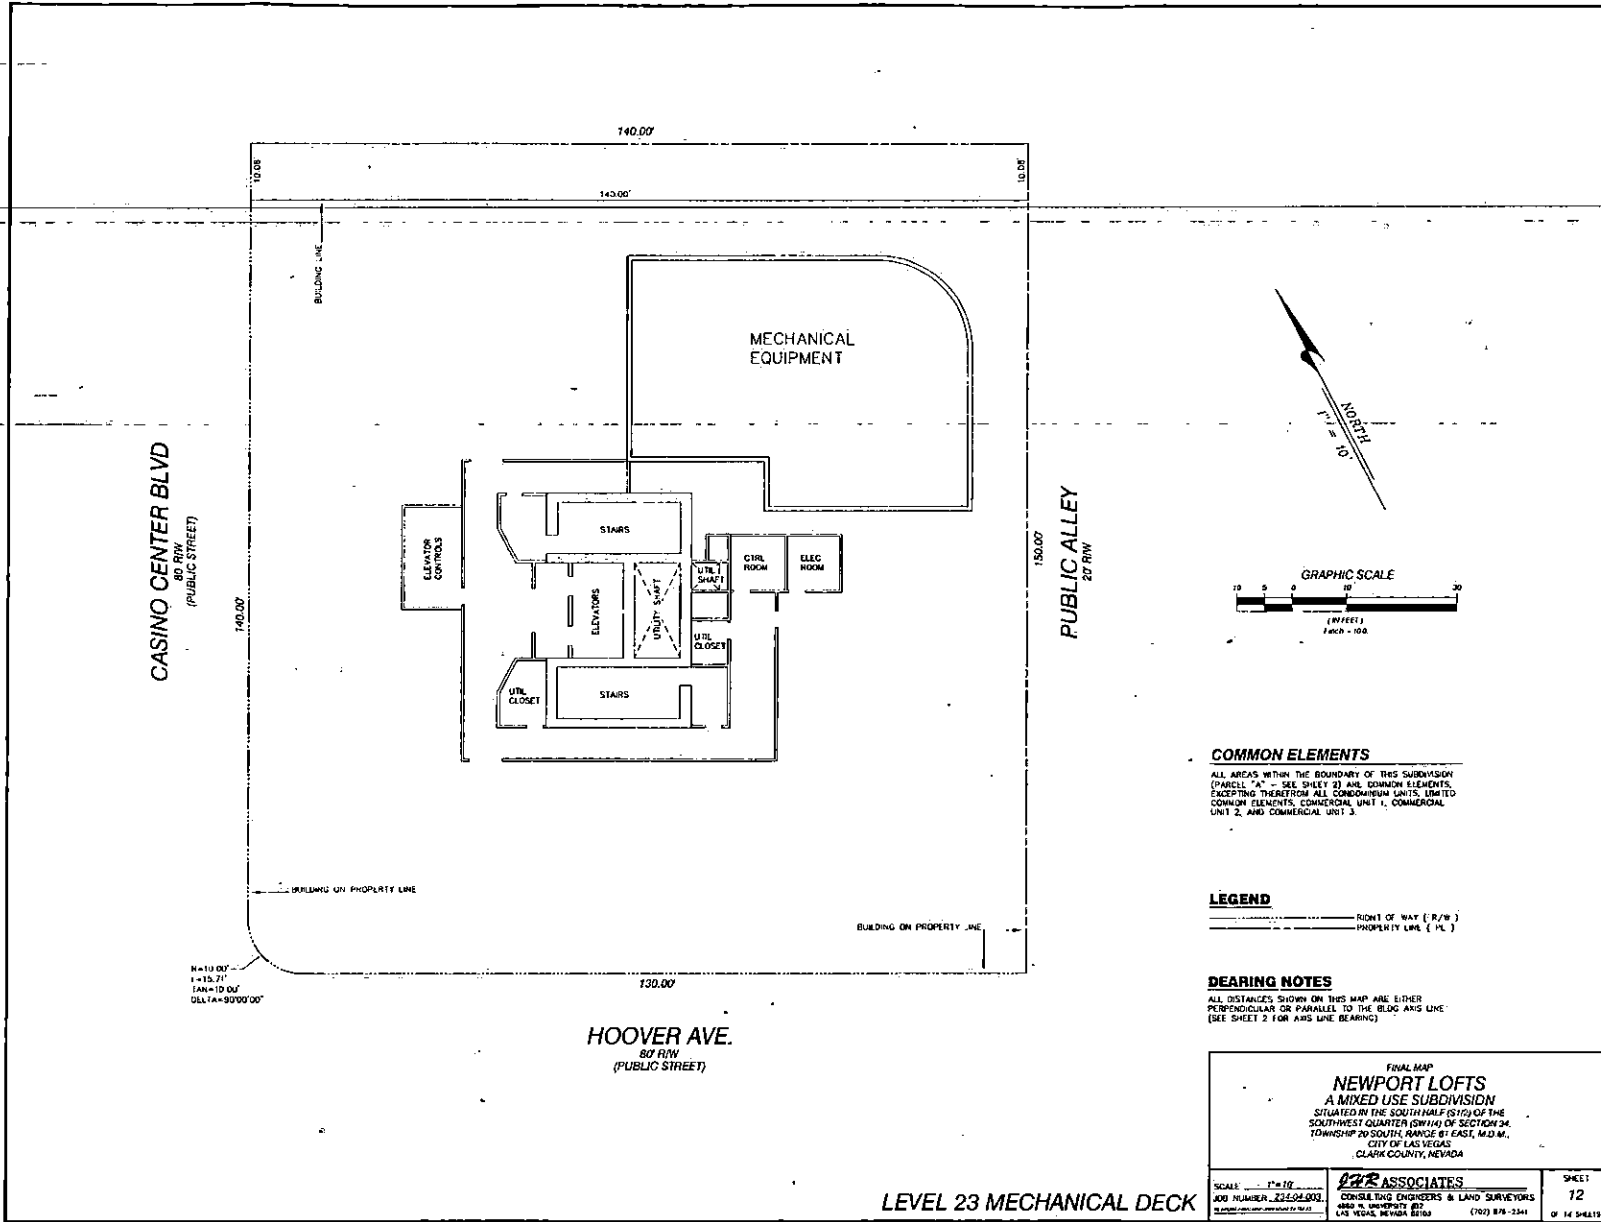 140.00'
10.08'
10.08'
140.00'
BUILDING LINE
MECHANICAL
EQUIPMENT
NORTH
1" = 10'
CASINO CENTER BLVD
80 R/W
(PUBLIC STREET)
140.00'
ELEVATOR
CONTROLS
STAIRS
UTIL
SHAFT
CTRL
ROOM
ELEC
ROOM
ELEVATORS
UTILITY SHAFT
UTIL
CLOSET
UTIL
CLOSET
STAIRS
150.00'
PUBLIC ALLEY
20' R/W
GRAPHIC SCALE
10 5 0 10 30
( IN FEET )
COMMON ELEMENTS
ALL AREAS WITHIN THE BOUNDARY OF THIS SUBDIVISION
(PARCEL "A" - SEE SHEET 2) ARE COMMON ELEMENTS,
EXCEPTING THEREFROM ALL CONDOMINIUM UNITS, LIMITED
COMMON ELEMENTS, COMMERCIAL UNIT 1, COMMERCIAL
UNIT 2, AND COMMERCIAL UNIT 3.
BUILDING ON PROPERTY LINE
BUILDING ON PROPERTY LINE
LEGEND
RIGHT OF WAY ( R/W )
PROPERTY LINE ( PL )
R=10.00'
L=15.71'
TAN=10.00'
DELTA=90°00'00"
130.00'
BEARING NOTES
ALL DISTANCES SHOWN ON THIS MAP ARE EITHER
PERPENDICULAR OR PARALLEL TO THE BLDG AXIS LINE
(SEE SHEET 2 FOR AXIS LINE BEARING)
HOOVER AVE.
80' R/W
(PUBLIC STREET)
FINAL MAP
NEWPORT LOFTS
A MIXED USE SUBDIVISION
SITUATED IN THE SOUTH HALF (S1/2) OF THE
SOUTHWEST QUARTER (SW1/4) OF SECTION 34,
TOWNSHIP 20 SOUTH, RANGE 61 EAST, M.D.M.,
CITY OF LAS VEGAS
CLARK COUNTY, NEVADA
LEVEL 23 MECHANICAL DECK
SCALE 1"=10'
JOB NUMBER 234-04-003
JHR ASSOCIATES
CONSULTING ENGINEERS & LAND SURVEYORS
LAS VEGAS, NEVADA (702) 876-2341
SHEET
12
OF 14 SHEETS